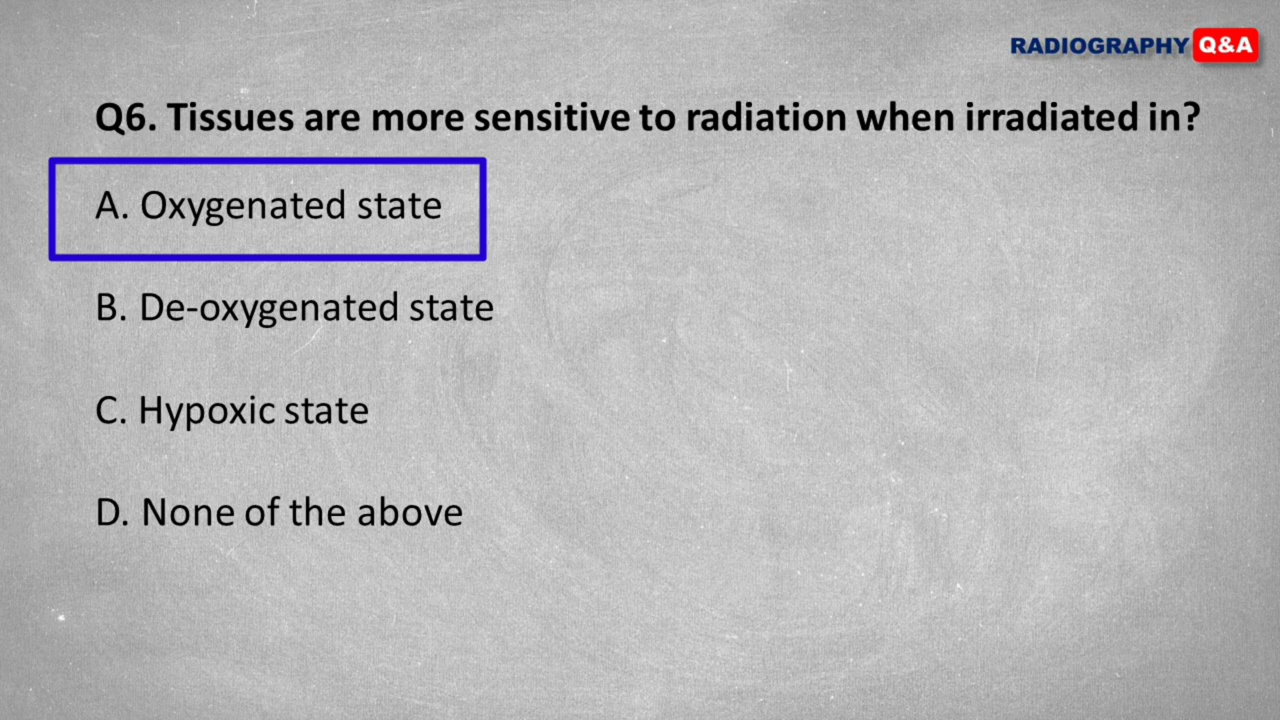 RADIOGRAPHY Q&A
Q6. Tissues are more sensitive to radiation when irradiated in?
A. Oxygenated state
B. De-oxygenated state
C. Hypoxic state
D. None of the above